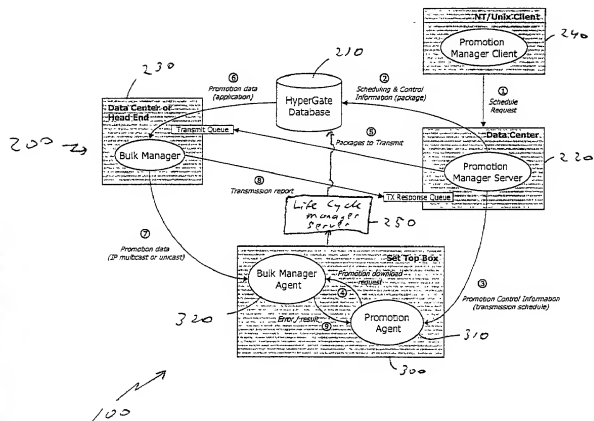 NT/Unix Client
Promotion
Manager Client
240
210
230
⑥
Promotion data
(application)
HyperGate
Database
②
Scheduling & Control
Information (package)
①
Schedule
Request
Data Center or
Head End
Transmit Queue
200
Bulk Manager
⑤
Packages to Transmit
Data Center
Promotion
Manager Server
220
⑧
Transmission report
TX Response Queue
Life Cycle
manager
server
250
⑦
Promotion data
(IP multicast or unicast)
Set Top Box
Bulk Manager
Agent
Promotion download
request
④
③
Promotion Control Information
(transmission schedule)
320
Error / result
⑨
Promotion
Agent
310
300
100